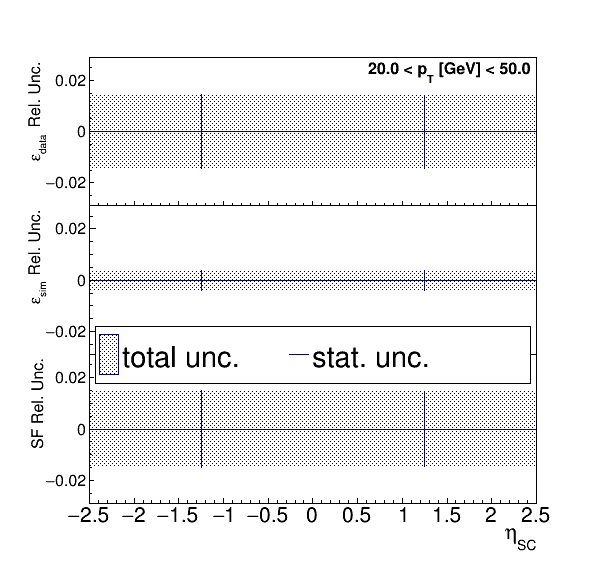 20.0 < p_T [GeV] < 50.0
ε_data Rel. Unc.
0.02
0
−0.02
ε_sim Rel. Unc.
0.02
0
−0.02
total unc. stat. unc.
SF Rel. Unc.
0.02
0
−0.02
−2.5 −2 −1.5 −1 −0.5 0 0.5 1 1.5 2 2.5
η_SC